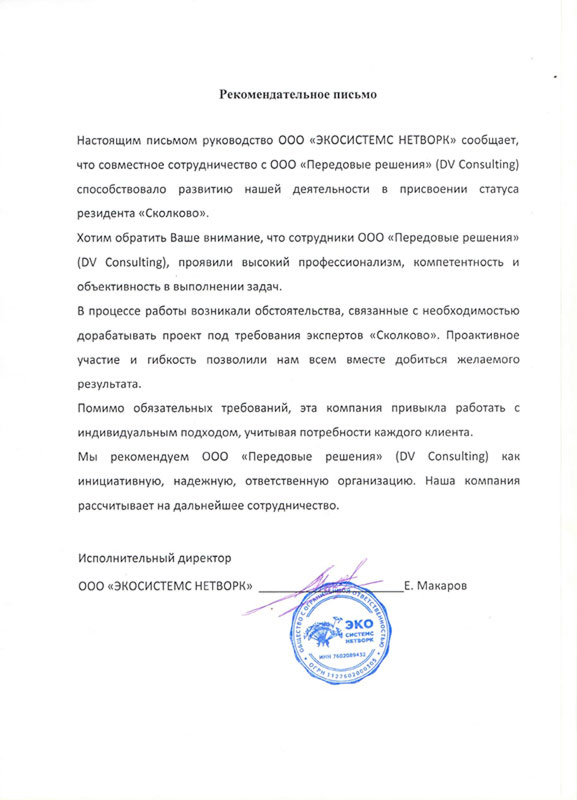 Рекомендательное письмо
Настоящим письмом руководство ООО «ЭКОСИСТЕМС НЕТВОРК» сообщает,
что совместное сотрудничество с ООО «Передовые решения» (DV Consulting)
способствовало развитию нашей деятельности в присвоении статуса
резидента «Сколково».
Хотим обратить Ваше внимание, что сотрудники ООО «Передовые решения»
(DV Consulting), проявили высокий профессионализм, компетентность и
объективность в выполнении задач.
В процессе работы возникали обстоятельства, связанные с необходимостью
дорабатывать проект под требования экспертов «Сколково». Проактивное
участие и гибкость позволили нам всем вместе добиться желаемого
результата.
Помимо обязательных требований, эта компания привыкла работать с
индивидуальным подходом, учитывая потребности каждого клиента.
Мы рекомендуем ООО «Передовые решения» (DV Consulting) как
инициативную, надежную, ответственную организацию. Наша компания
рассчитывает на дальнейшее сотрудничество.
Исполнительный директор
ООО «ЭКОСИСТЕМС НЕТВОРК» Е. Макаров
ОБЩЕСТВО С ОГРАНИЧЕННОЙ ОТВЕТСТВЕННОСТЬЮ
ЭКО
СИСТЕМС
НЕТВОРК
ИНН 7602089452
ОГРН 1127602000105